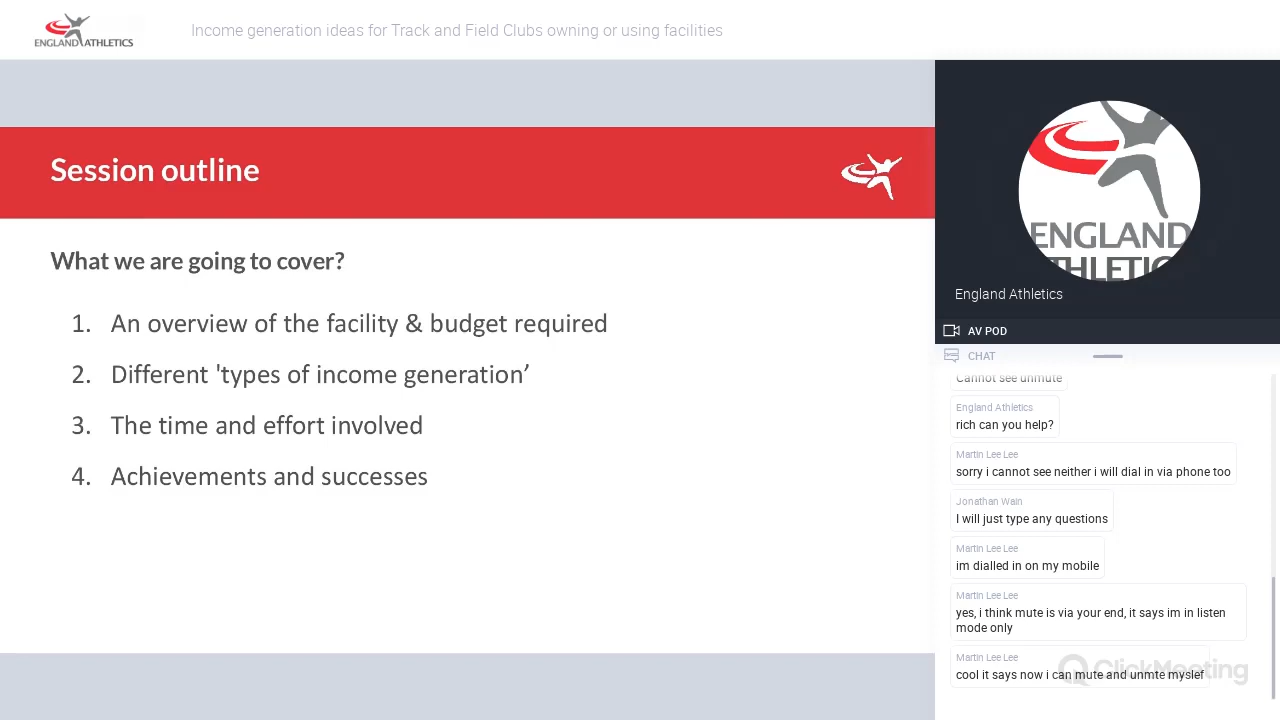 ENGLAND ATHLETICS
Income generation ideas for Track and Field Clubs owning or using facilities
Session outline
What we are going to cover?
1. An overview of the facility & budget required
2. Different 'types of income generation’
3. The time and effort involved
4. Achievements and successes
ENGLAND
THLETIC
England Athletics
AV POD
CHAT
Cannot see unmute
England Athletics
rich can you help?
Martin Lee Lee
sorry i cannot see neither i will dial in via phone too
Jonathan Wain
I will just type any questions
Martin Lee Lee
im dialled in on my mobile
Martin Lee Lee
yes, i think mute is via your end, it says im in listen
mode only
Martin Lee Lee
cool it says now i can mute and unmte myslef
ClickMeeting